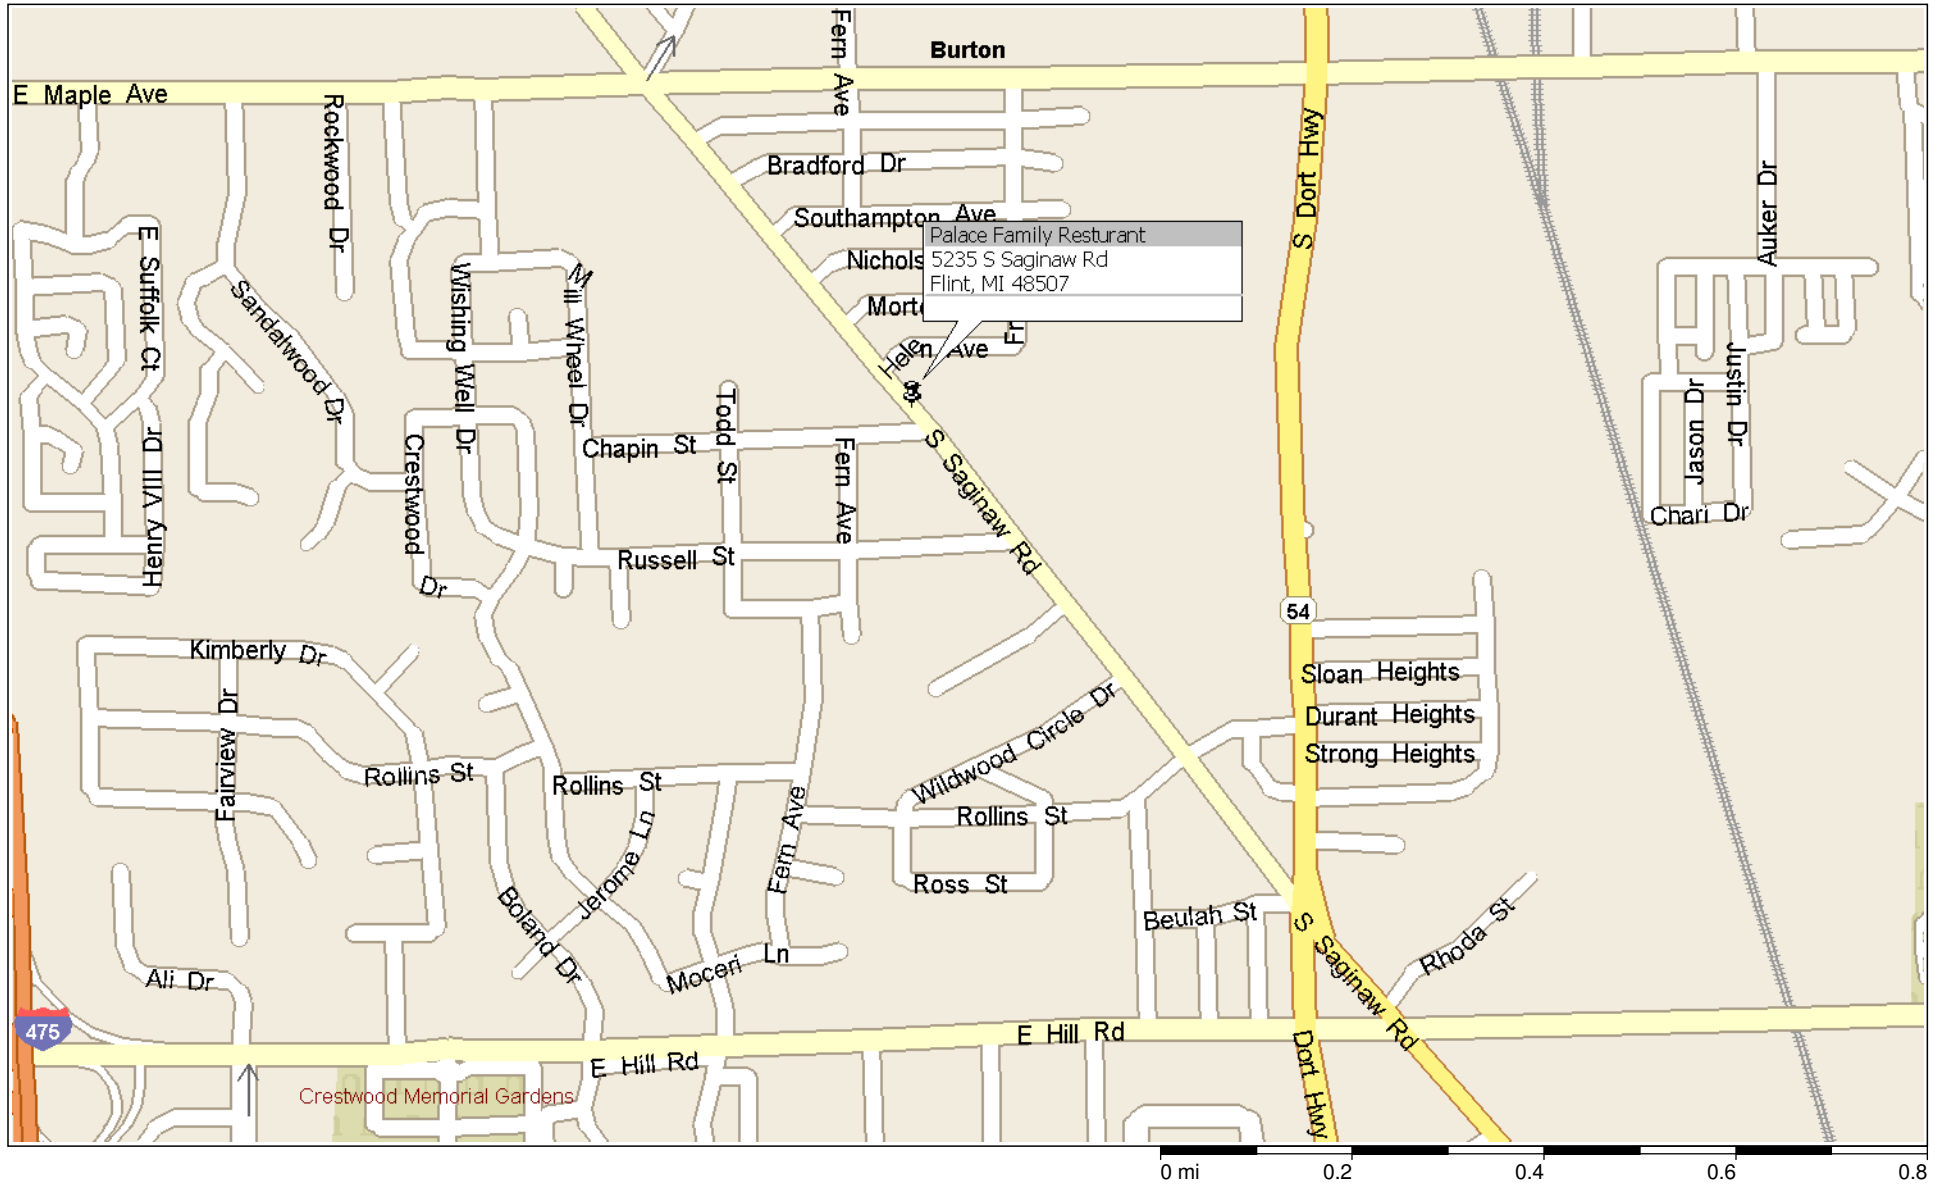 Fern Ave
Burton
E Maple Ave
Rockwood Dr
S Dort Hwy
Bradford Dr
Auker Dr
Southampton Ave
E Suffolk Ct
Palace Family Resturant
5235 S Saginaw Rd
Flint, MI 48507
Nichols
Mill Wheel Dr
Wishing Well Dr
Sandalwood Dr
Morte
Fr
Helen Ave
Justin Dr
Jason Dr
Todd St
Chapin St
Henry VIII Dr
Crestwood Dr
Fern Ave
S Saginaw Rd
Chari Dr
Russell St
54
Kimberly Dr
Sloan Heights
Fairview Dr
Durant Heights
Wildwood Circle Dr
Strong Heights
Rollins St
Rollins St
Rollins St
Fern Ave
Jerome Ln
Ross St
Boland Dr
Beulah St
S Saginaw Rd
Rhoda St
Moceri Ln
Ali Dr
475
E Hill Rd
E Hill Rd
Dort Hwy
Crestwood Memorial Gardens
0 mi 0.2 0.4 0.6 0.8